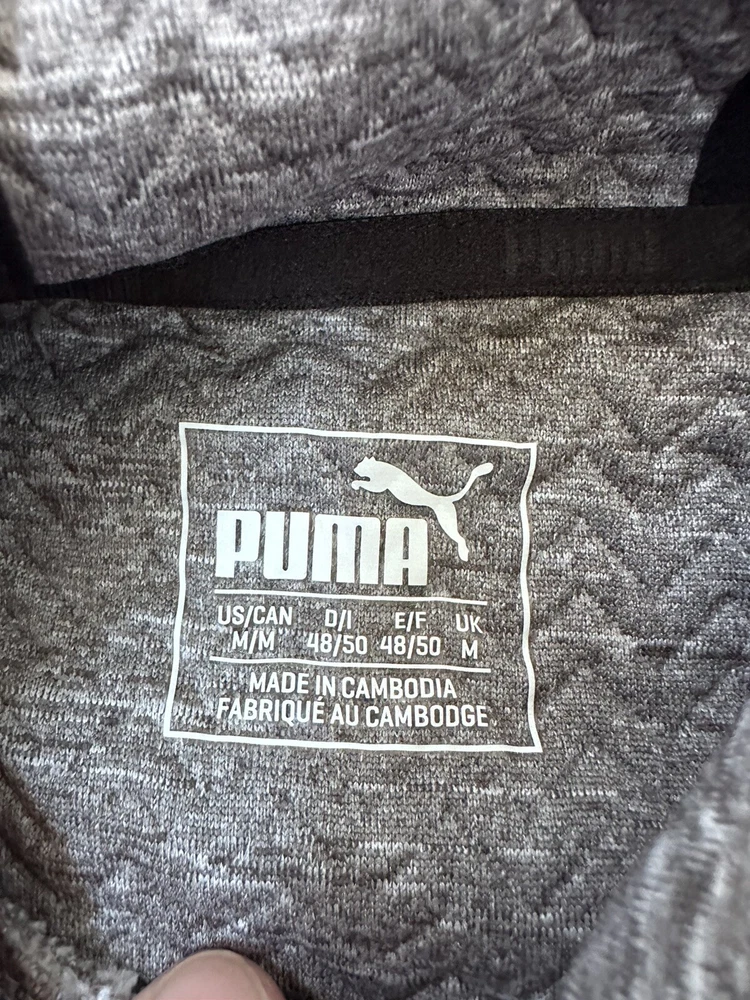 PUMA
US/CAN D/I E/F UK
M/M 48/50 48/50 M
MADE IN CAMBODIA
FABRIQUÉ AU CAMBODGE